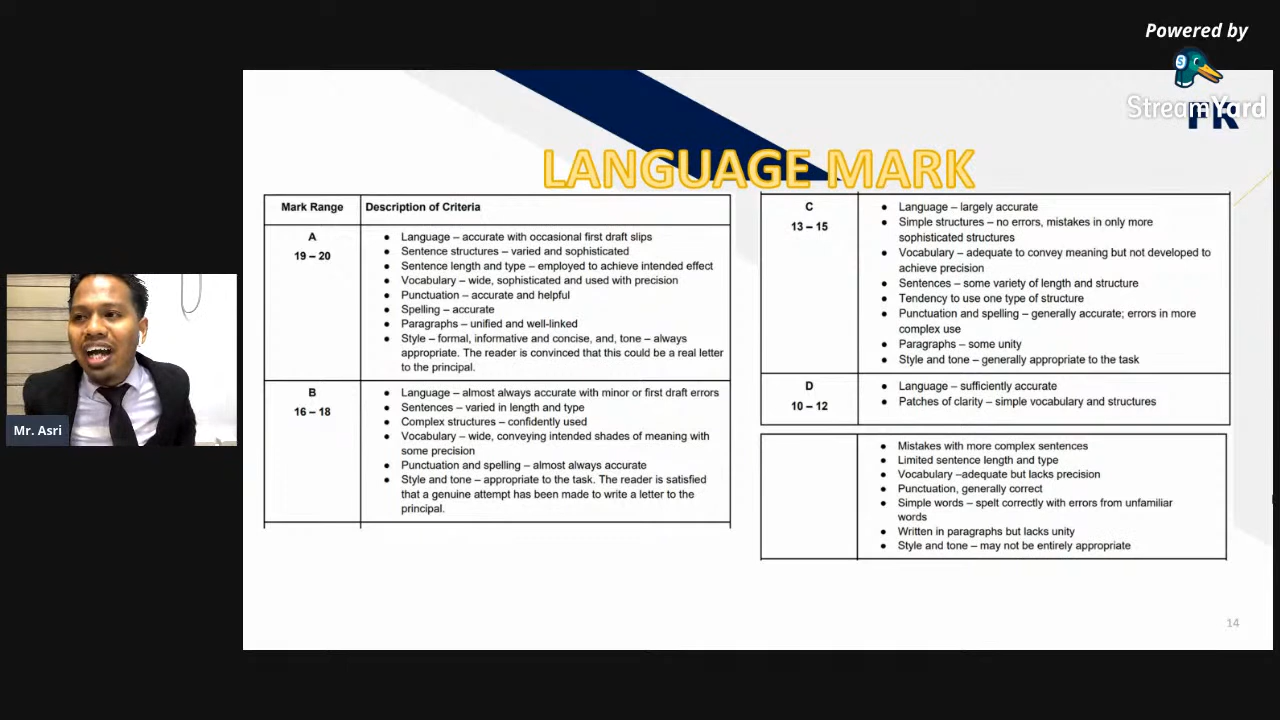 Powered by
StreamYard
LANGUAGE MARK
Mark Range
Description of Criteria
A
19 – 20
● Language – accurate with occasional first draft slips
● Sentence structures – varied and sophisticated
● Sentence length and type – employed to achieve intended effect
● Vocabulary – wide, sophisticated and used with precision
● Punctuation – accurate and helpful
● Spelling – accurate
● Paragraphs – unified and well-linked
● Style – formal, informative and concise, and, tone – always
appropriate. The reader is convinced that this could be a real letter
to the principal.
B
16 – 18
● Language – almost always accurate with minor or first draft errors
● Sentences – varied in length and type
● Complex structures – confidently used
● Vocabulary – wide, conveying intended shades of meaning with
some precision
● Punctuation and spelling – almost always accurate
● Style and tone – appropriate to the task. The reader is satisfied
that a genuine attempt has been made to write a letter to the
principal.
C
13 – 15
● Language – largely accurate
● Simple structures – no errors, mistakes in only more
sophisticated structures
● Vocabulary – adequate to convey meaning but not developed to
achieve precision
● Sentences – some variety of length and structure
● Tendency to use one type of structure
● Punctuation and spelling – generally accurate; errors in more
complex use
● Paragraphs – some unity
● Style and tone – generally appropriate to the task
D
10 – 12
● Language – sufficiently accurate
● Patches of clarity – simple vocabulary and structures
● Mistakes with more complex sentences
● Limited sentence length and type
● Vocabulary –adequate but lacks precision
● Punctuation, generally correct
● Simple words – spelt correctly with errors from unfamiliar
words
● Written in paragraphs but lacks unity
● Style and tone – may not be entirely appropriate
Mr. Asri
14